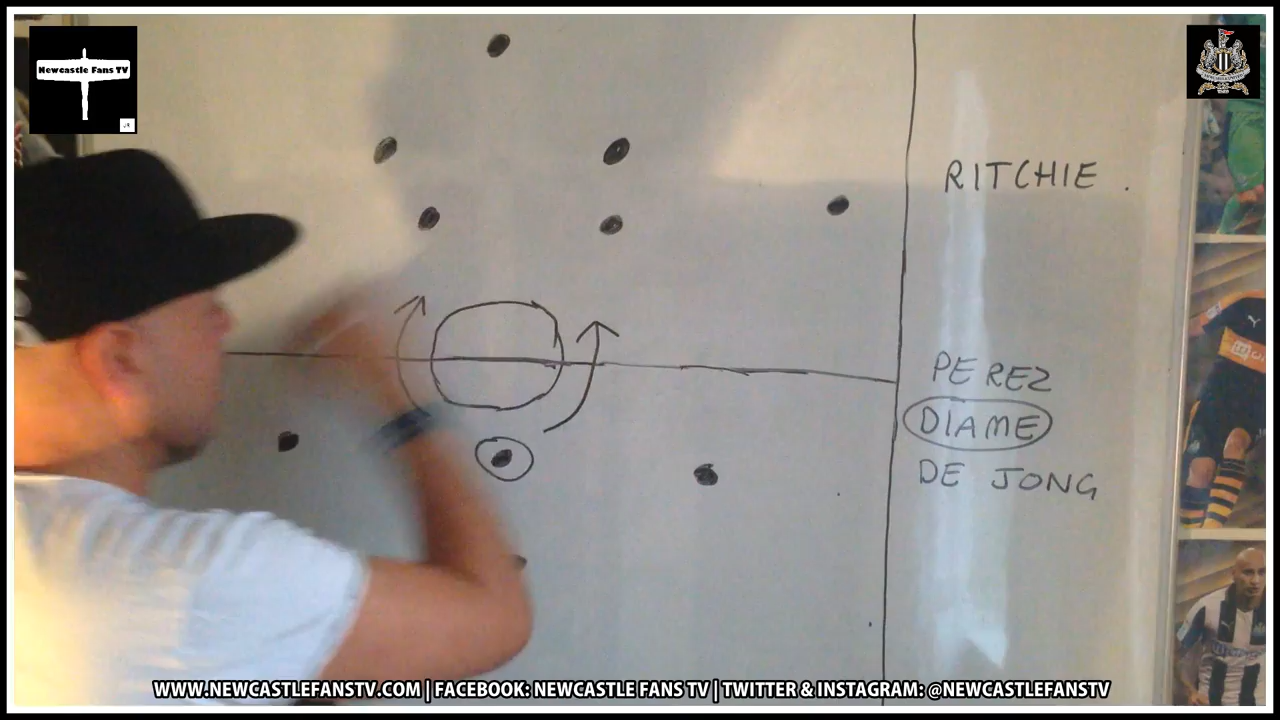 Newcastle Fans TV
RITCHIE .
PEREZ
DIAME
DE JONG
WWW.NEWCASTLEFANSTV.COM | FACEBOOK: NEWCASTLE FANS TV | TWITTER & INSTAGRAM: @NEWCASTLEFANSTV